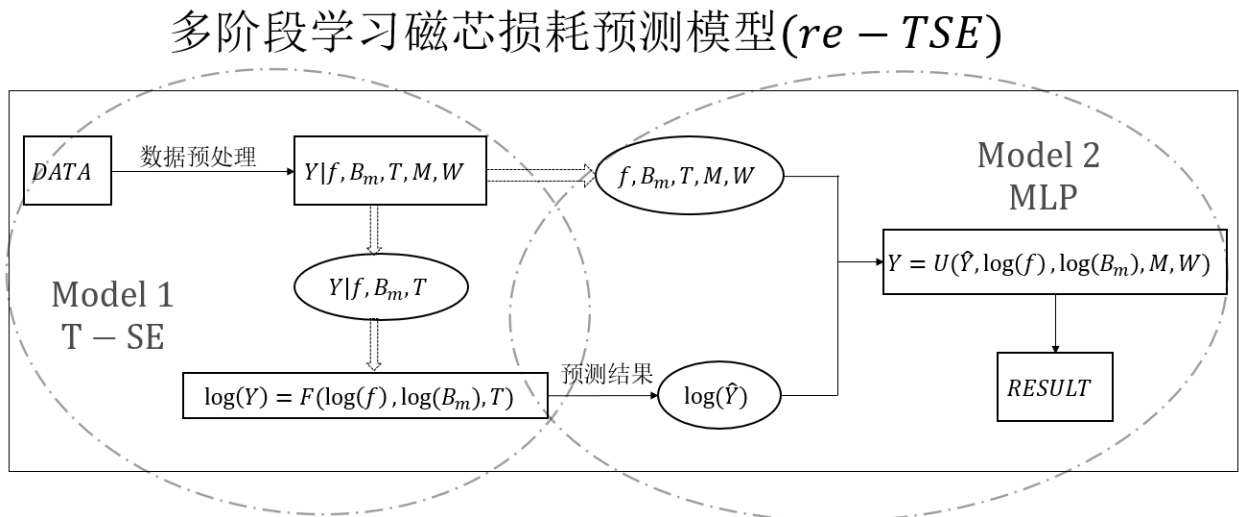 多阶段学习磁芯损耗预测模型(re − TSE)
DATA
数据预处理
Y|f, B_m, T, M, W
f, B_m, T, M, W
Model 2
MLP
Y = U(Ŷ, log(f), log(B_m), M, W)
Y|f, B_m, T
Model 1
T − SE
log(Y) = F(log(f), log(B_m), T)
预测结果
log(Ŷ)
RESULT